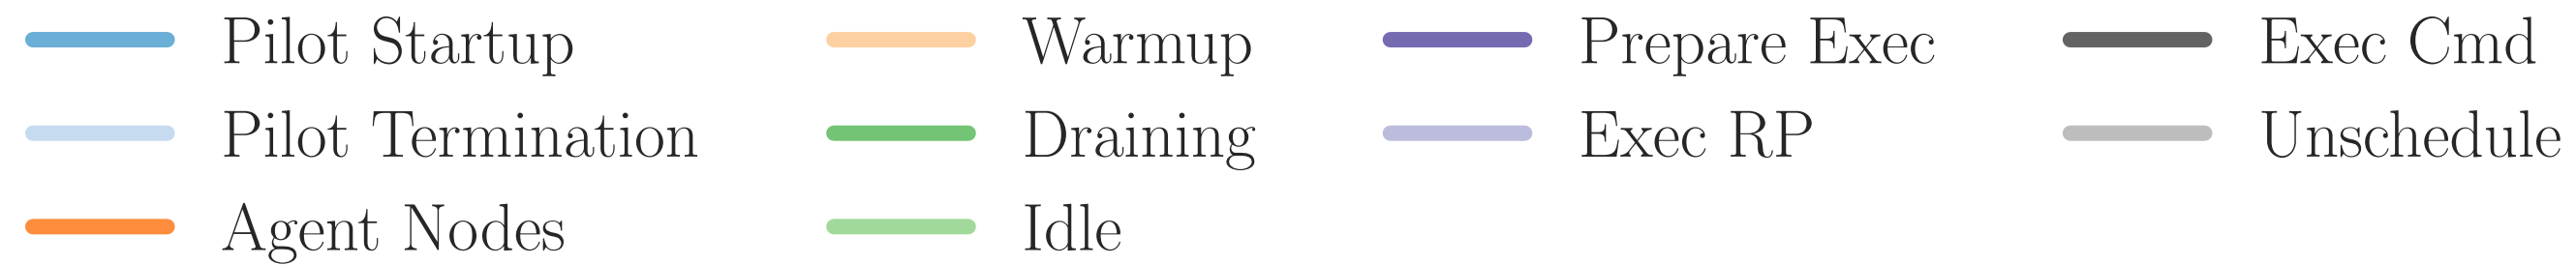 Pilot Startup Warmup Prepare Exec Exec Cmd
Pilot Termination Draining Exec RP Unschedule
Agent Nodes Idle